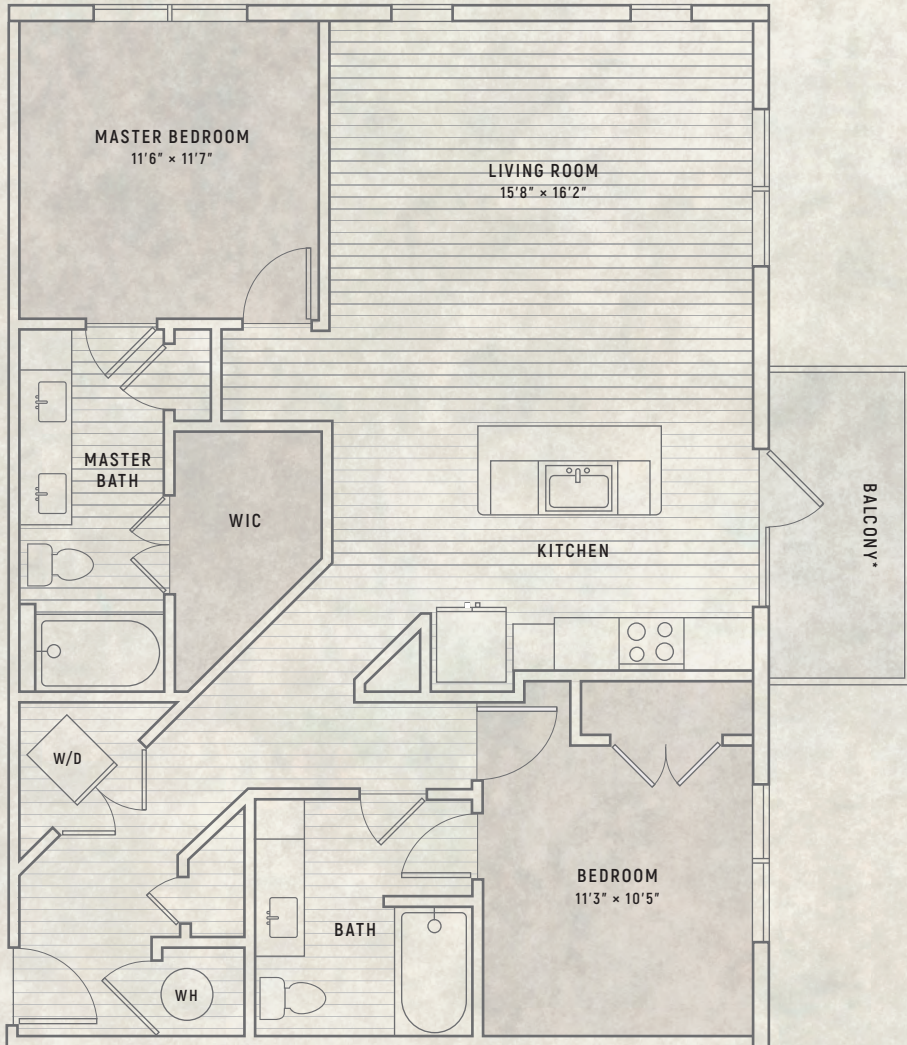 MASTER BEDROOM
11'6" × 11'7"
LIVING ROOM
15'8" × 16'2"
MASTER
BATH
WIC
KITCHEN
BALCONY*
W/D
BEDROOM
11'3" × 10'5"
BATH
WH